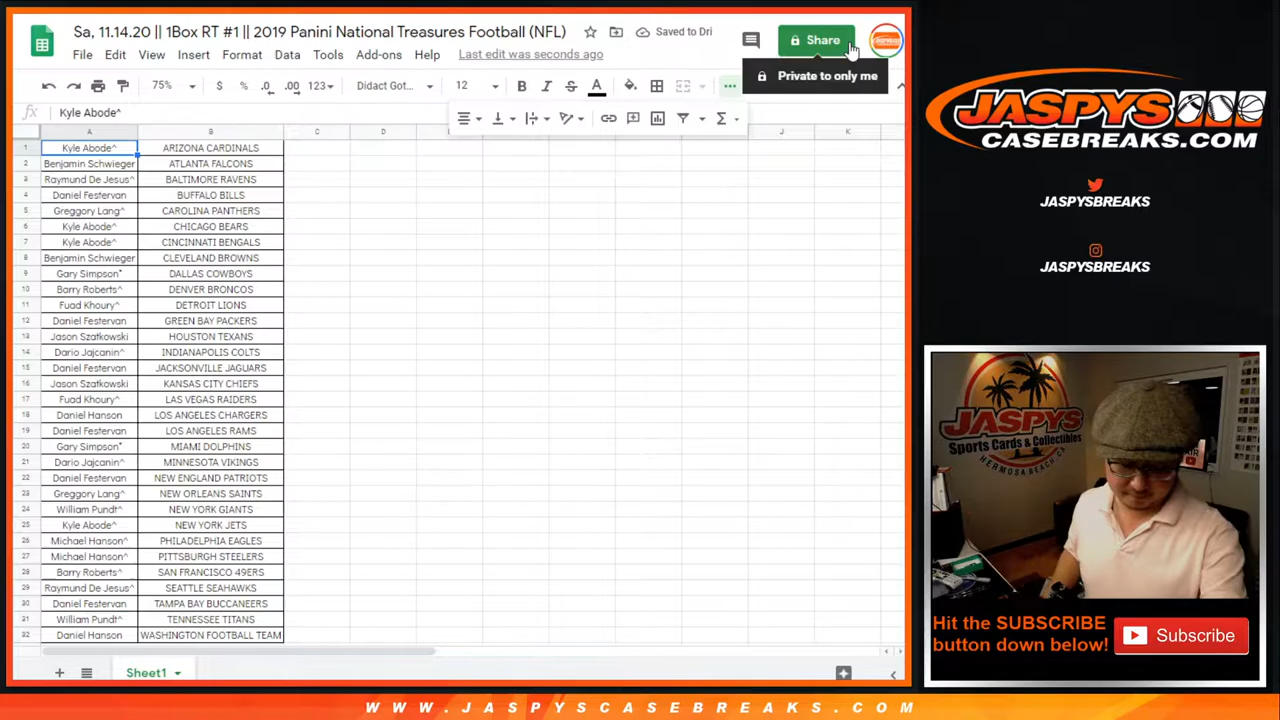 Sa, 11.14.20 || 1Box RT #1 || 2019 Panini National Treasures Football (NFL)
Saved to Dri
Share
File Edit View Insert Format Data Tools Add-ons Help Last edit was seconds ago
Private to only me
75% $ % .0 .00 123 Didact Got... 12 B I S A
fx Kyle Abode^
A B C D J K
1 Kyle Abode^ ARIZONA CARDINALS
2 Benjamin Schwieger ATLANTA FALCONS
3 Raymund De Jesus^ BALTIMORE RAVENS
4 Daniel Festervan BUFFALO BILLS
5 Greggory Lang^ CAROLINA PANTHERS
6 Kyle Abode^ CHICAGO BEARS
7 Kyle Abode^ CINCINNATI BENGALS
8 Benjamin Schwieger CLEVELAND BROWNS
9 Gary Simpson* DALLAS COWBOYS
10 Barry Roberts^ DENVER BRONCOS
11 Fuad Khoury^ DETROIT LIONS
12 Daniel Festervan GREEN BAY PACKERS
13 Jason Szatkowski HOUSTON TEXANS
14 Dario Jajcanin^ INDIANAPOLIS COLTS
15 Daniel Festervan JACKSONVILLE JAGUARS
16 Jason Szatkowski KANSAS CITY CHIEFS
17 Fuad Khoury^ LAS VEGAS RAIDERS
18 Daniel Hanson LOS ANGELES CHARGERS
19 Daniel Festervan LOS ANGELES RAMS
20 Gary Simpson* MIAMI DOLPHINS
21 Dario Jajcanin^ MINNESOTA VIKINGS
22 Daniel Festervan NEW ENGLAND PATRIOTS
23 Greggory Lang^ NEW ORLEANS SAINTS
24 William Pundt^ NEW YORK GIANTS
25 Kyle Abode^ NEW YORK JETS
26 Michael Hanson^ PHILADELPHIA EAGLES
27 Michael Hanson^ PITTSBURGH STEELERS
28 Barry Roberts^ SAN FRANCISCO 49ERS
29 Raymund De Jesus^ SEATTLE SEAHAWKS
30 Daniel Festervan TAMPA BAY BUCCANEERS
31 William Pundt^ TENNESSEE TITANS
32 Daniel Hanson WASHINGTON FOOTBALL TEAM
Sheet1
JASPYS
CASEBREAKS.COM
JASPYSBREAKS
JASPYSBREAKS
JASPYS
Sports Cards & Collectibles
HERMOSA BEACH, CA
Hit the SUBSCRIBE
button down below!
Subscribe
WWW.JASPYSCASEBREAKS.COM